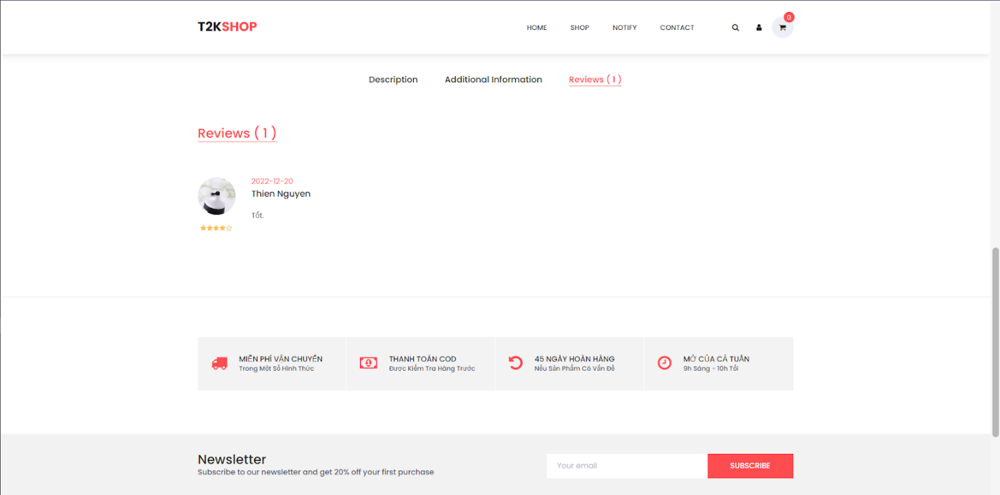 T2KSHOP
HOME SHOP NOTIFY CONTACT 0
Description Additional Information Reviews ( 1 )
Reviews ( 1 )
2022-12-20
Thien Nguyen
Tốt.
MIỄN PHÍ VẬN CHUYỂN
Trong Một Số Hình Thức
THANH TOÁN COD
Được Kiểm Tra Hàng Trước
45 NGÀY HOÀN HÀNG
Nếu Sản Phẩm Có Vấn Đề
MỞ CỦA CẢ TUẦN
9h Sáng - 10h Tối
Newsletter
Subscribe to our newsletter and get 20% off your first purchase
Your email
SUBSCRIBE